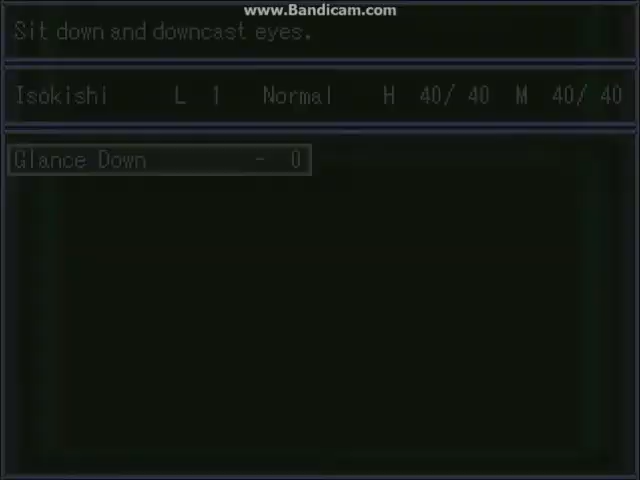 www.Bandicam.com
Sit down and downcast eyes.
Isokishi L 1 Normal H 40/ 40 M 40/ 40
Glance Down - 0